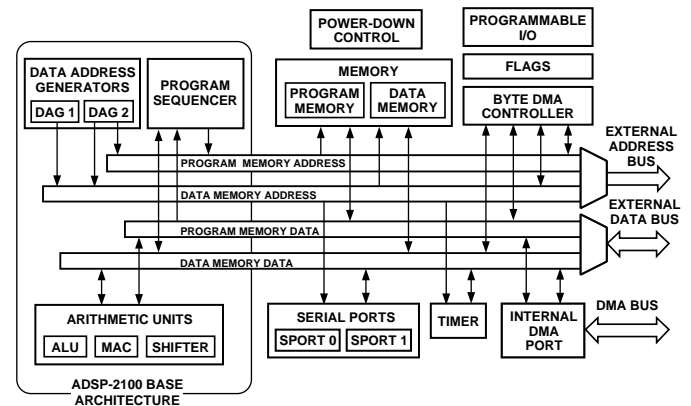 POWER-DOWN
CONTROL
PROGRAMMABLE
I/O
FLAGS
DATA ADDRESS
GENERATORS
DAG 1
DAG 2
PROGRAM
SEQUENCER
MEMORY
PROGRAM
MEMORY
DATA
MEMORY
BYTE DMA
CONTROLLER
EXTERNAL
ADDRESS
BUS
PROGRAM MEMORY ADDRESS
DATA MEMORY ADDRESS
EXTERNAL
DATA BUS
PROGRAM MEMORY DATA
DATA MEMORY DATA
ARITHMETIC UNITS
ALU
MAC
SHIFTER
SERIAL PORTS
SPORT 0
SPORT 1
TIMER
INTERNAL
DMA
PORT
DMA BUS
ADSP-2100 BASE
ARCHITECTURE